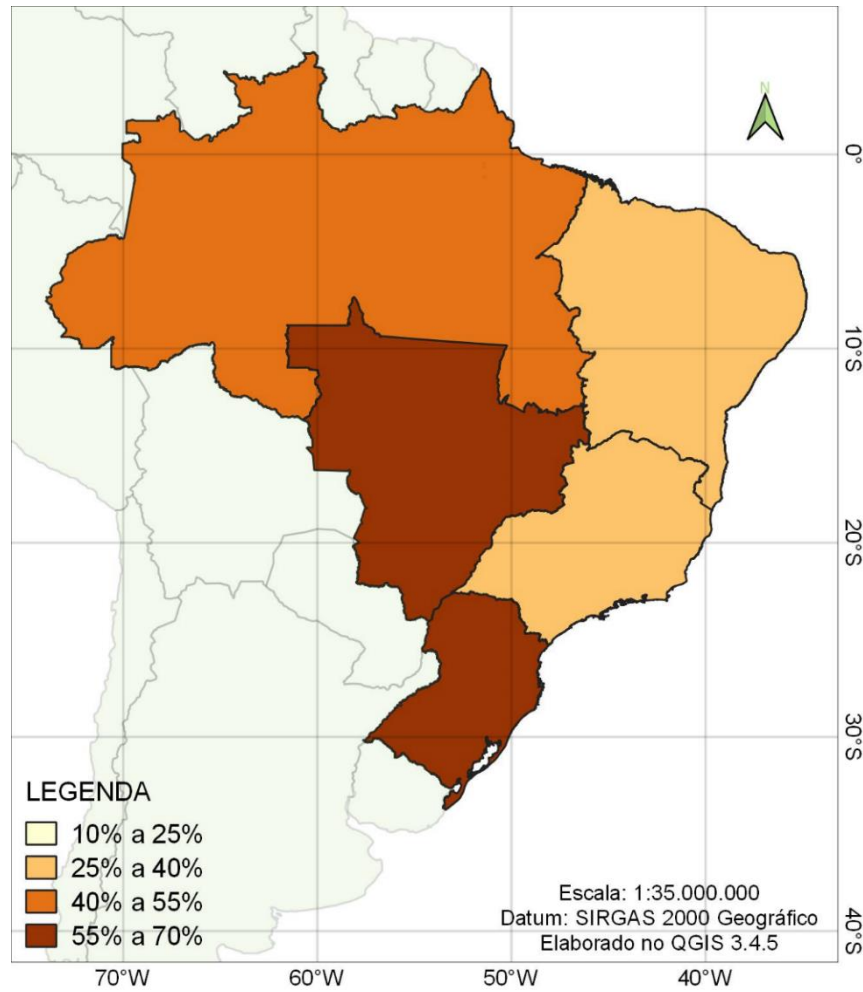 N
0°
10°S
20°S
30°S
40°S
LEGENDA
10% a 25%
25% a 40%
40% a 55%
55% a 70%
Escala: 1:35.000.000
Datum: SIRGAS 2000 Geográfico
Elaborado no QGIS 3.4.5
70°W 60°W 50°W 40°W